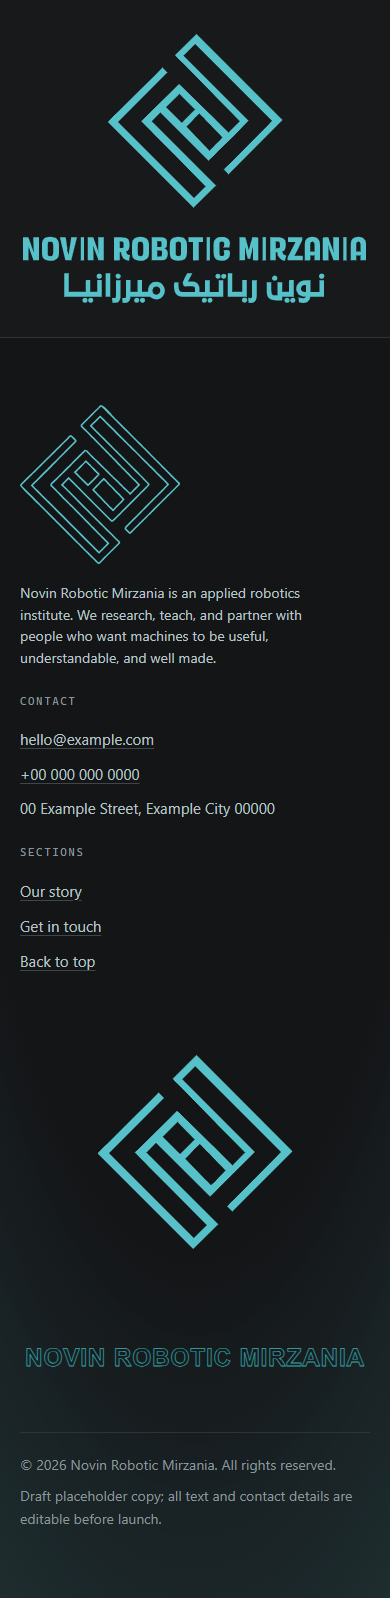 NOVIN ROBOTIC MIRZANIA
نوین رباتیک میرزانیا
Novin Robotic Mirzania is an applied robotics
institute. We research, teach, and partner with
people who want machines to be useful,
understandable, and well made.
CONTACT
hello@example.com
+00 000 000 0000
00 Example Street, Example City 00000
SECTIONS
Our story
Get in touch
Back to top
NOVIN ROBOTIC MIRZANIA
© 2026 Novin Robotic Mirzania. All rights reserved.
Draft placeholder copy; all text and contact details are
editable before launch.